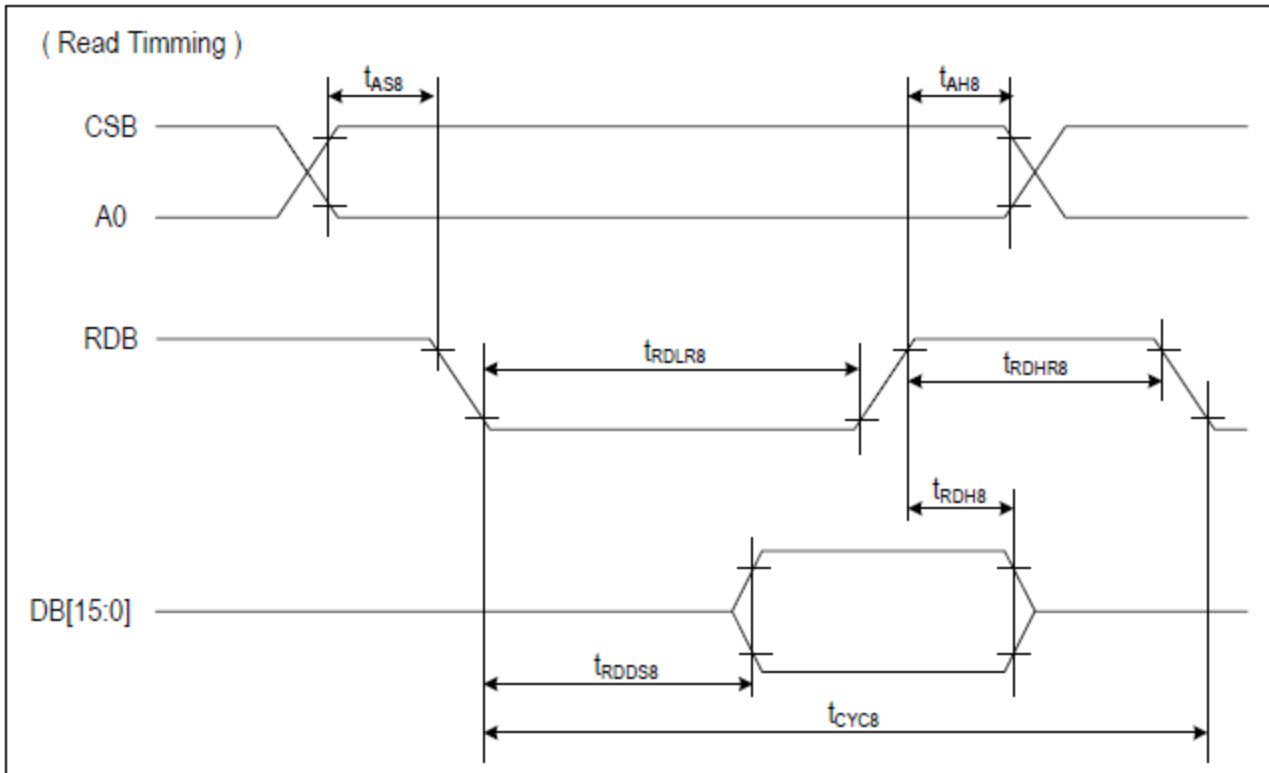 ( Read Timming )
tAS8
tAH8
CSB
A0
RDB
tRDLR8
tRDHR8
tRDH8
DB[15:0]
tRDDS8
tCYC8